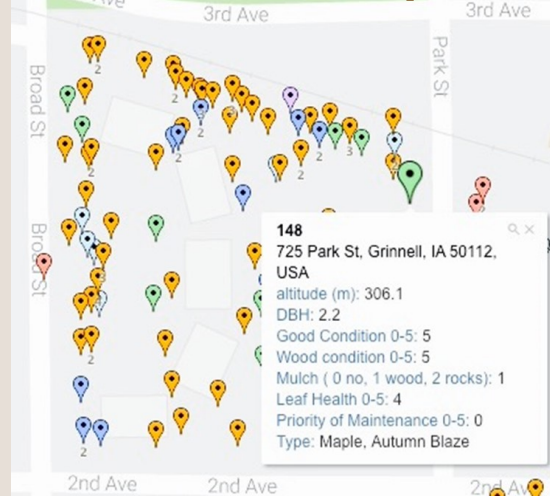 Ave
3rd Ave
3rd Ave
Park St
Broad St
2
2
2
2
2
3
2
2
Broad St
148
725 Park St, Grinnell, IA 50112,
USA
altitude (m): 306.1
DBH: 2.2
Good Condition 0-5: 5
Wood condition 0-5: 5
Mulch ( 0 no, 1 wood, 2 rocks): 1
Leaf Health 0-5: 4
Priority of Maintenance 0-5: 0
Type: Maple, Autumn Blaze
2
2
2nd Ave
2nd Ave
2nd Av